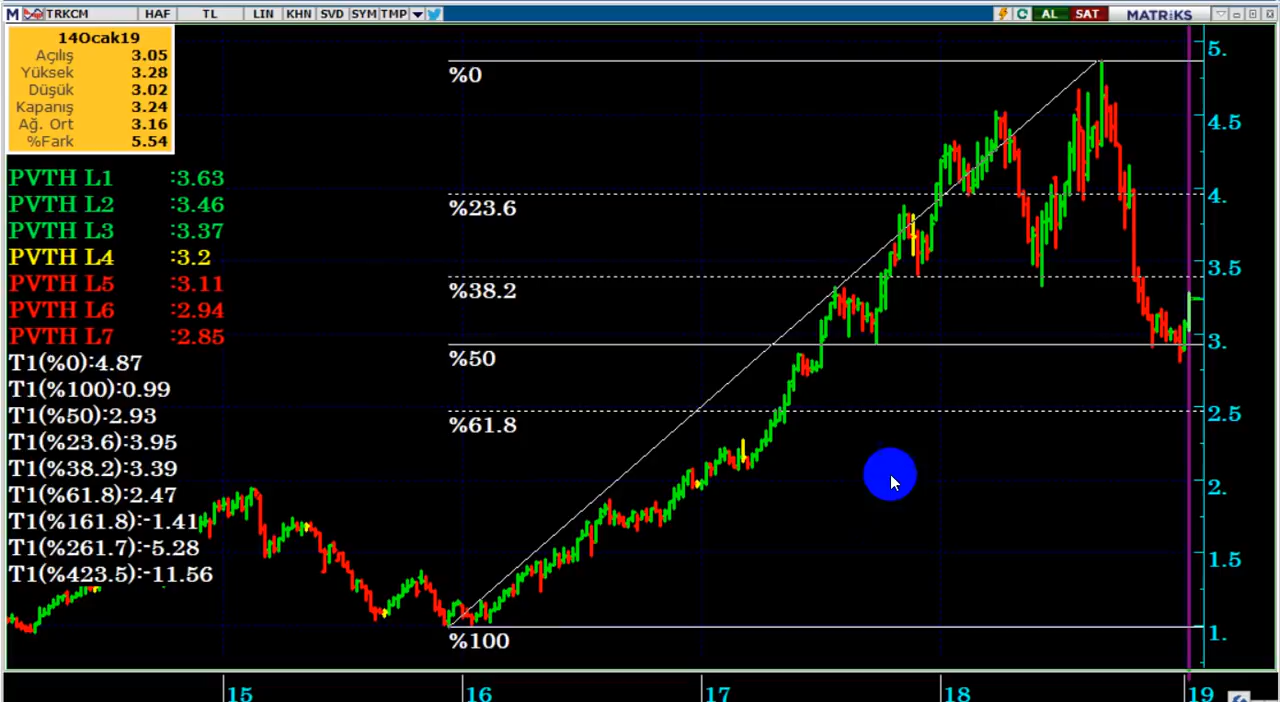 M TRKCM HAF TL LIN KHN SVD SYM TMP AL SAT MATRİKS
14Ocak19
Açılış 3.05
Yüksek 3.28
Düşük 3.02
Kapanış 3.24
Ağ. Ort 3.16
%Fark 5.54
PVTH L1 :3.63
PVTH L2 :3.46
PVTH L3 :3.37
PVTH L4 :3.2
PVTH L5 :3.11
PVTH L6 :2.94
PVTH L7 :2.85
T1(%0):4.87
T1(%100):0.99
T1(%50):2.93
T1(%23.6):3.95
T1(%38.2):3.39
T1(%61.8):2.47
T1(%161.8):-1.41
T1(%261.7):-5.28
T1(%423.5):-11.56
%0
%23.6
%38.2
%50
%61.8
%100
5.
4.5
4.
3.5
3.
2.5
2.
1.5
1.
15 16 17 18 19